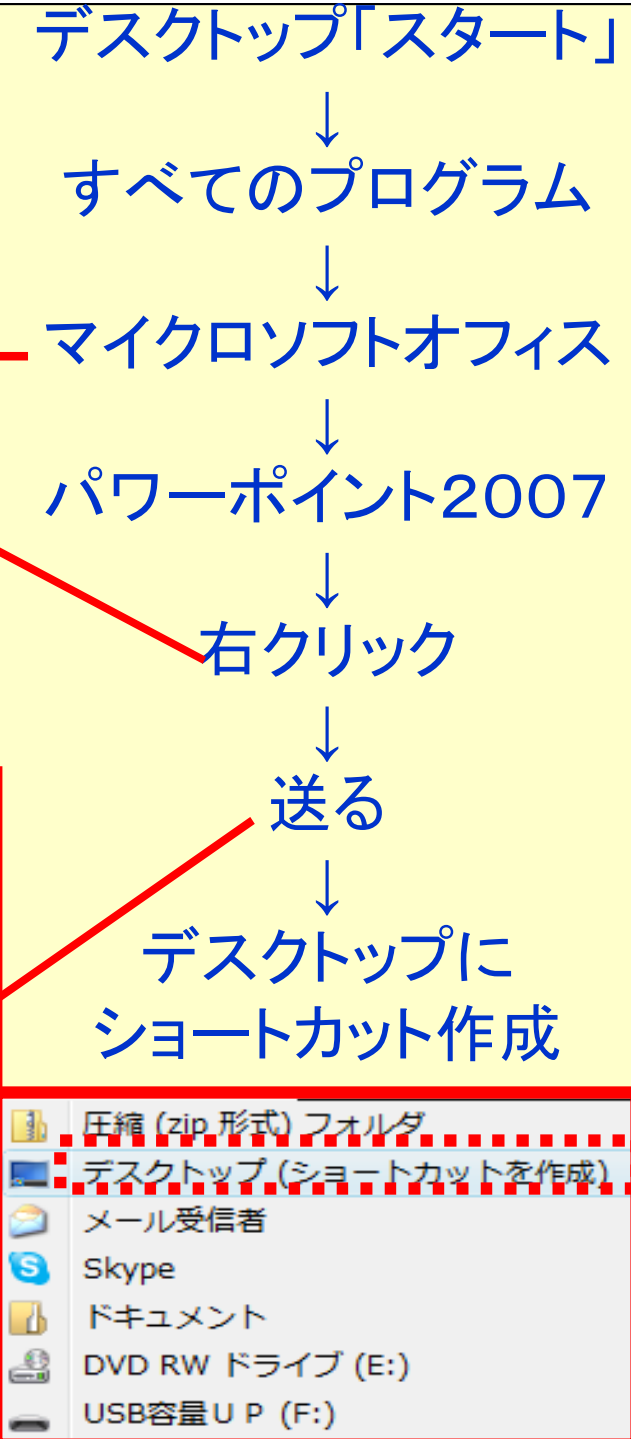 デスクトップ「スタート」
↓
すべてのプログラム
↓
マイクロソフトオフィス
↓
パワーポイント2007
↓
右クリック
↓
送る
↓
デスクトップに
ショートカット作成
圧縮 (zip 形式) フォルダ
デスクトップ (ショートカットを作成)
メール受信者
Skype
ドキュメント
DVD RW ドライブ (E:)
USB容量UP (F:)